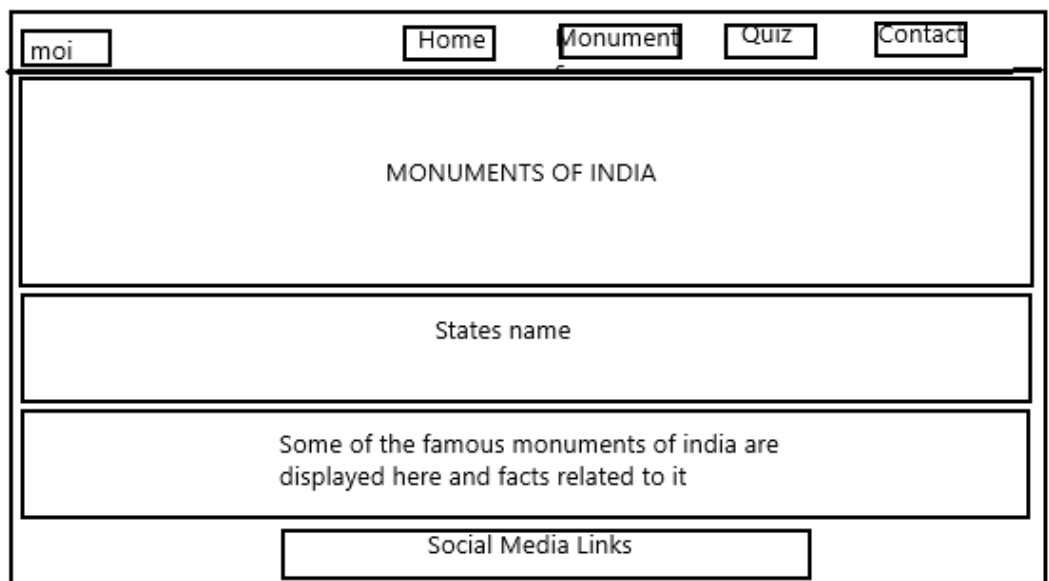 moi
Home
Monument
Quiz
Contact
MONUMENTS OF INDIA
States name
Some of the famous monuments of india are
displayed here and facts related to it
Social Media Links